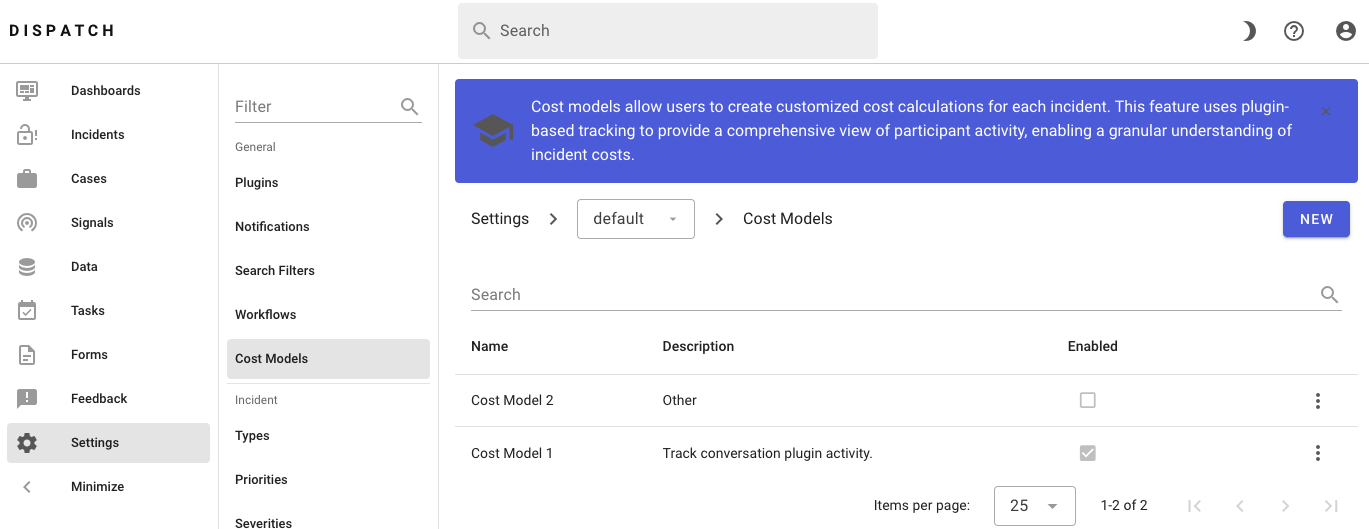 DISPATCH
Search
Dashboards
Incidents
Cases
Signals
Data
Tasks
Forms
Feedback
Settings
Minimize
Filter
General
Plugins
Notifications
Search Filters
Workflows
Cost Models
Incident
Types
Priorities
Severities
Cost models allow users to create customized cost calculations for each incident. This feature uses plugin-
based tracking to provide a comprehensive view of participant activity, enabling a granular understanding of
incident costs.
Settings default Cost Models NEW
Search
Name Description Enabled
Cost Model 2 Other
Cost Model 1 Track conversation plugin activity.
Items per page: 25 1-2 of 2